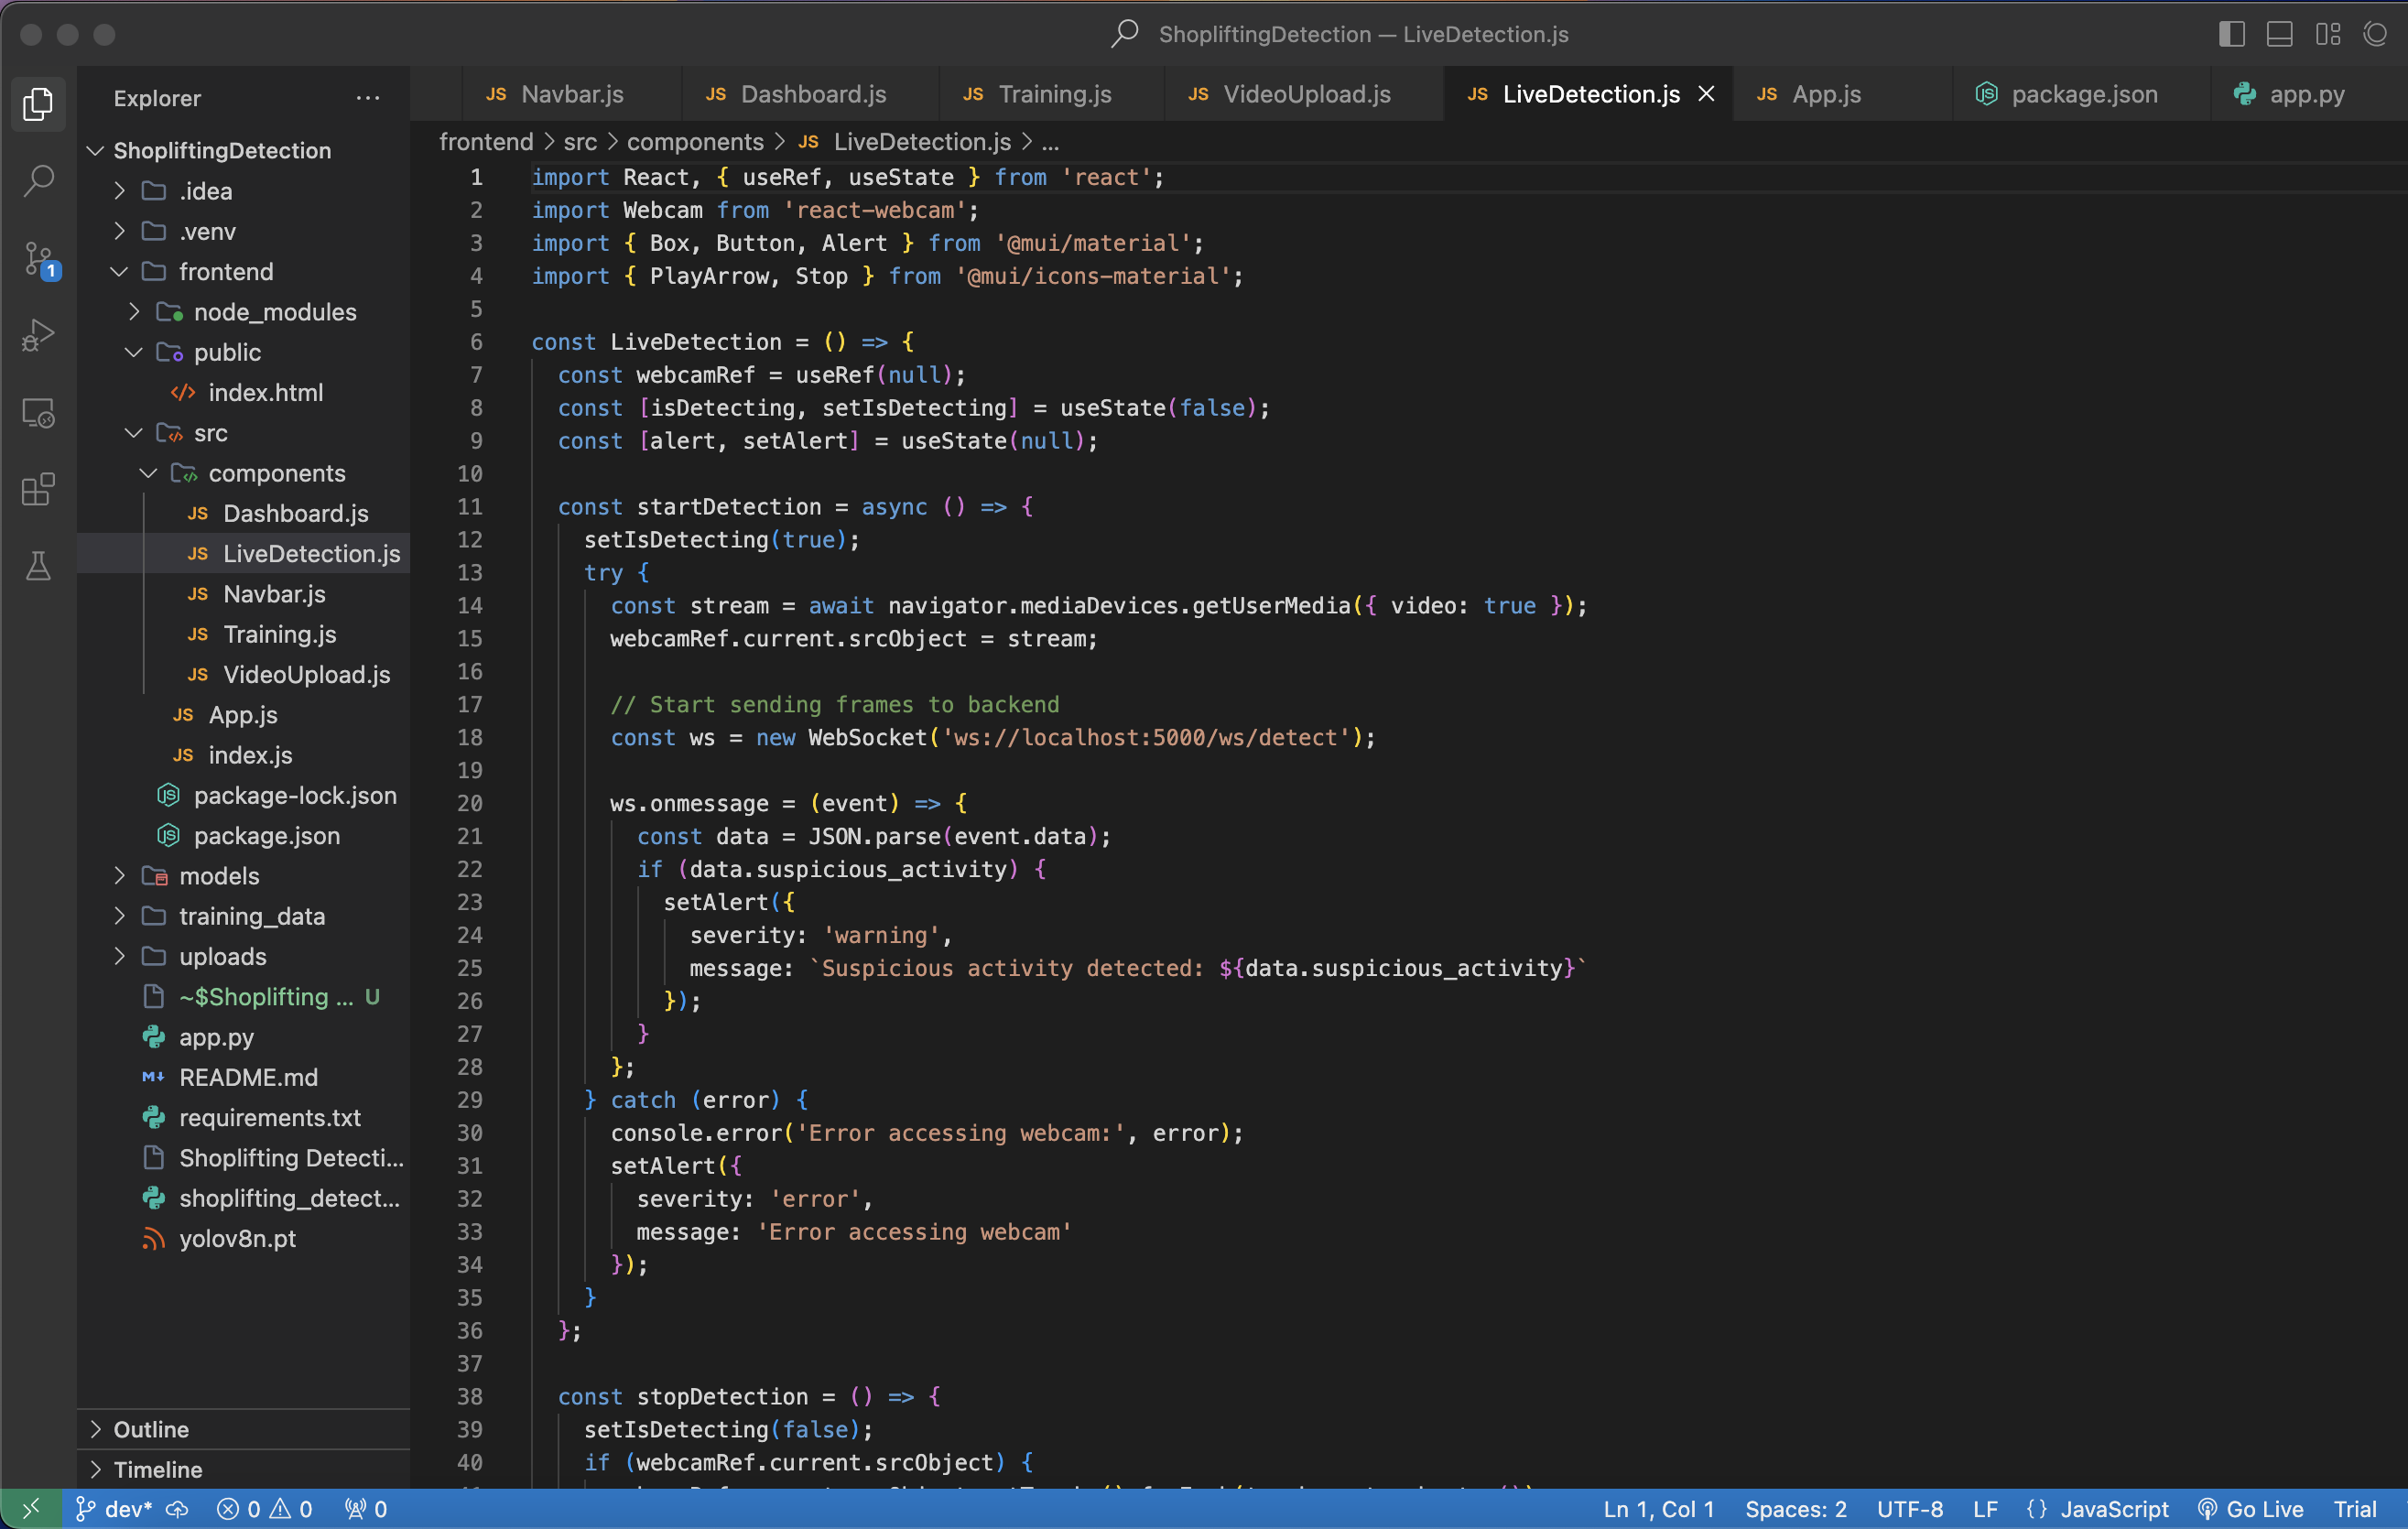 ShopliftingDetection — LiveDetection.js
Explorer
Navbar.js
Dashboard.js
Training.js
VideoUpload.js
LiveDetection.js
App.js
package.json
app.py
frontend > src > components > JS LiveDetection.js > ...
ShopliftingDetection
.idea
.venv
frontend
node_modules
public
index.html
src
components
JS Dashboard.js
JS LiveDetection.js
JS Navbar.js
JS Training.js
JS VideoUpload.js
JS App.js
JS index.js
package-lock.json
package.json
models
training_data
uploads
~$Shoplifting ... U
app.py
README.md
requirements.txt
Shoplifting Detecti...
shoplifting_detect...
yolov8n.pt
Outline
Timeline
1 import React, { useRef, useState } from 'react';
2 import Webcam from 'react-webcam';
3 import { Box, Button, Alert } from '@mui/material';
4 import { PlayArrow, Stop } from '@mui/icons-material';
5
6 const LiveDetection = () => {
7 const webcamRef = useRef(null);
8 const [isDetecting, setIsDetecting] = useState(false);
9 const [alert, setAlert] = useState(null);
10
11 const startDetection = async () => {
12 setIsDetecting(true);
13 try {
14 const stream = await navigator.mediaDevices.getUserMedia({ video: true });
15 webcamRef.current.srcObject = stream;
16
17 // Start sending frames to backend
18 const ws = new WebSocket('ws://localhost:5000/ws/detect');
19
20 ws.onmessage = (event) => {
21 const data = JSON.parse(event.data);
22 if (data.suspicious_activity) {
23 setAlert({
24 severity: 'warning',
25 message: `Suspicious activity detected: ${data.suspicious_activity}`
26 });
27 }
28 };
29 } catch (error) {
30 console.error('Error accessing webcam:', error);
31 setAlert({
32 severity: 'error',
33 message: 'Error accessing webcam'
34 });
35 }
36 };
37
38 const stopDetection = () => {
39 setIsDetecting(false);
40 if (webcamRef.current.srcObject) {
dev* 0 0 0
Ln 1, Col 1 Spaces: 2 UTF-8 LF {} JavaScript Go Live Trial